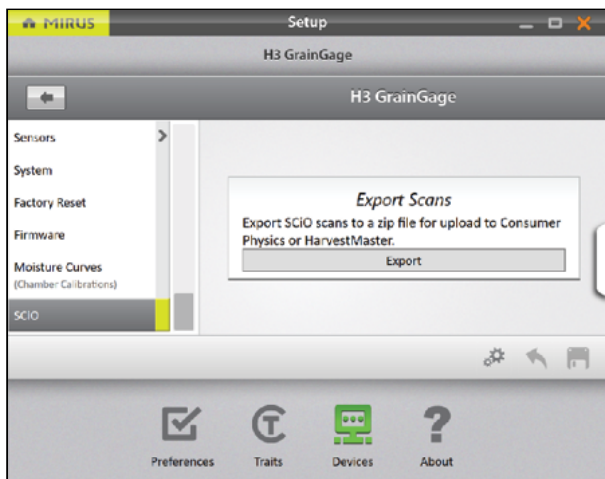 MIRUS
Setup
H3 GrainGage
H3 GrainGage
Sensors
System
Factory Reset
Firmware
Moisture Curves
(Chamber Calibrations)
SCiO
Export Scans
Export SCiO scans to a zip file for upload to Consumer
Physics or HarvestMaster.
Export
Preferences
Traits
Devices
About